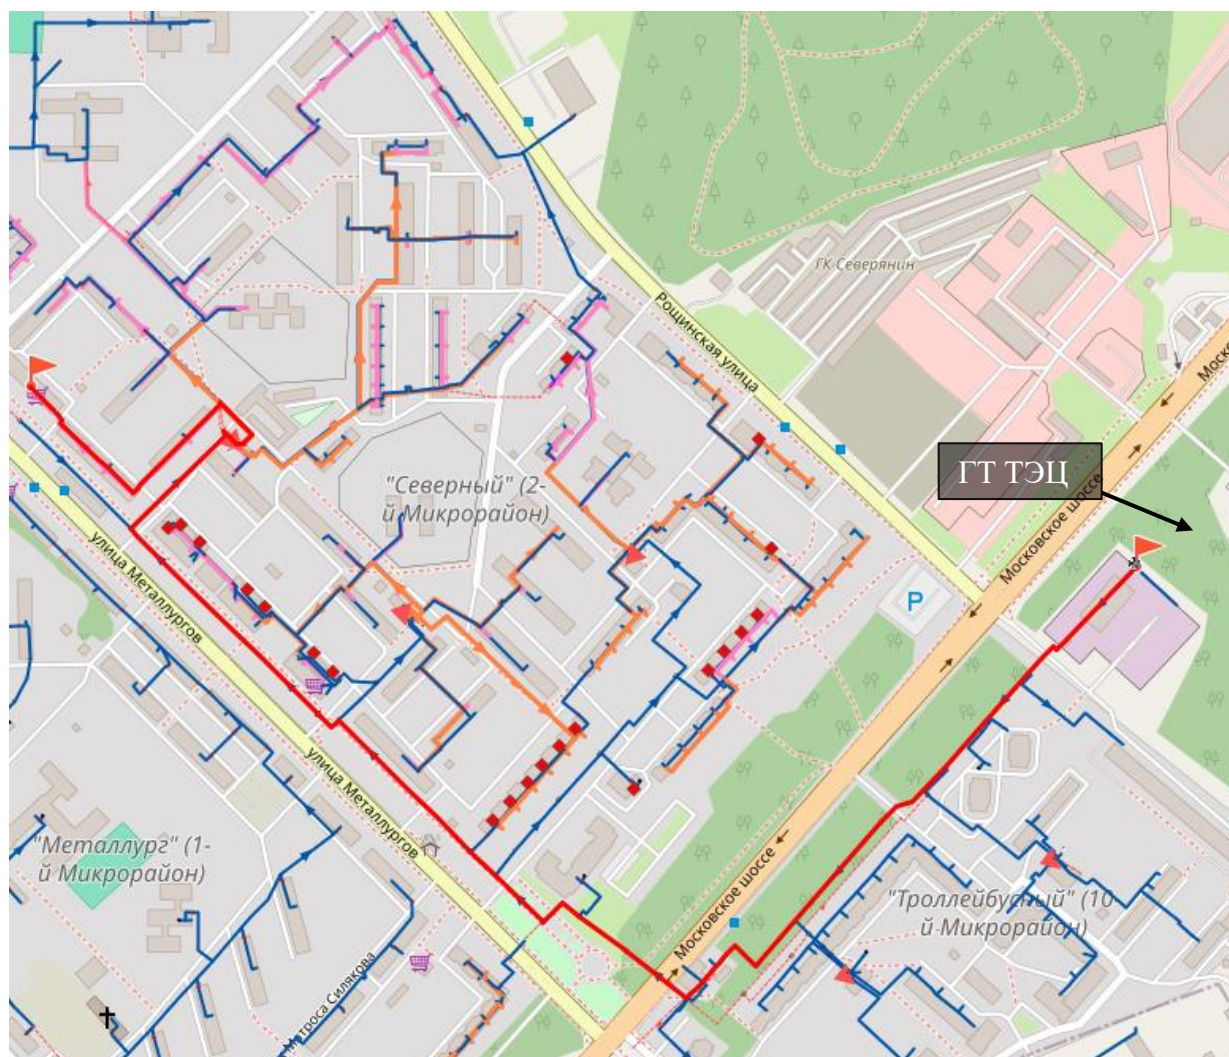 ГК Северянин
Рощинская улица
Моск
Моско
ГТ ТЭЦ
Московское шоссе
"Северный" (2-
й Микрорайон)
P
улица Металлургов
улица Металлургов
"Металлург" (1-
й Микрорайон)
Московское шоссе
"Троллейбусный" (10-
й Микрорайон)
Матроса Силякова